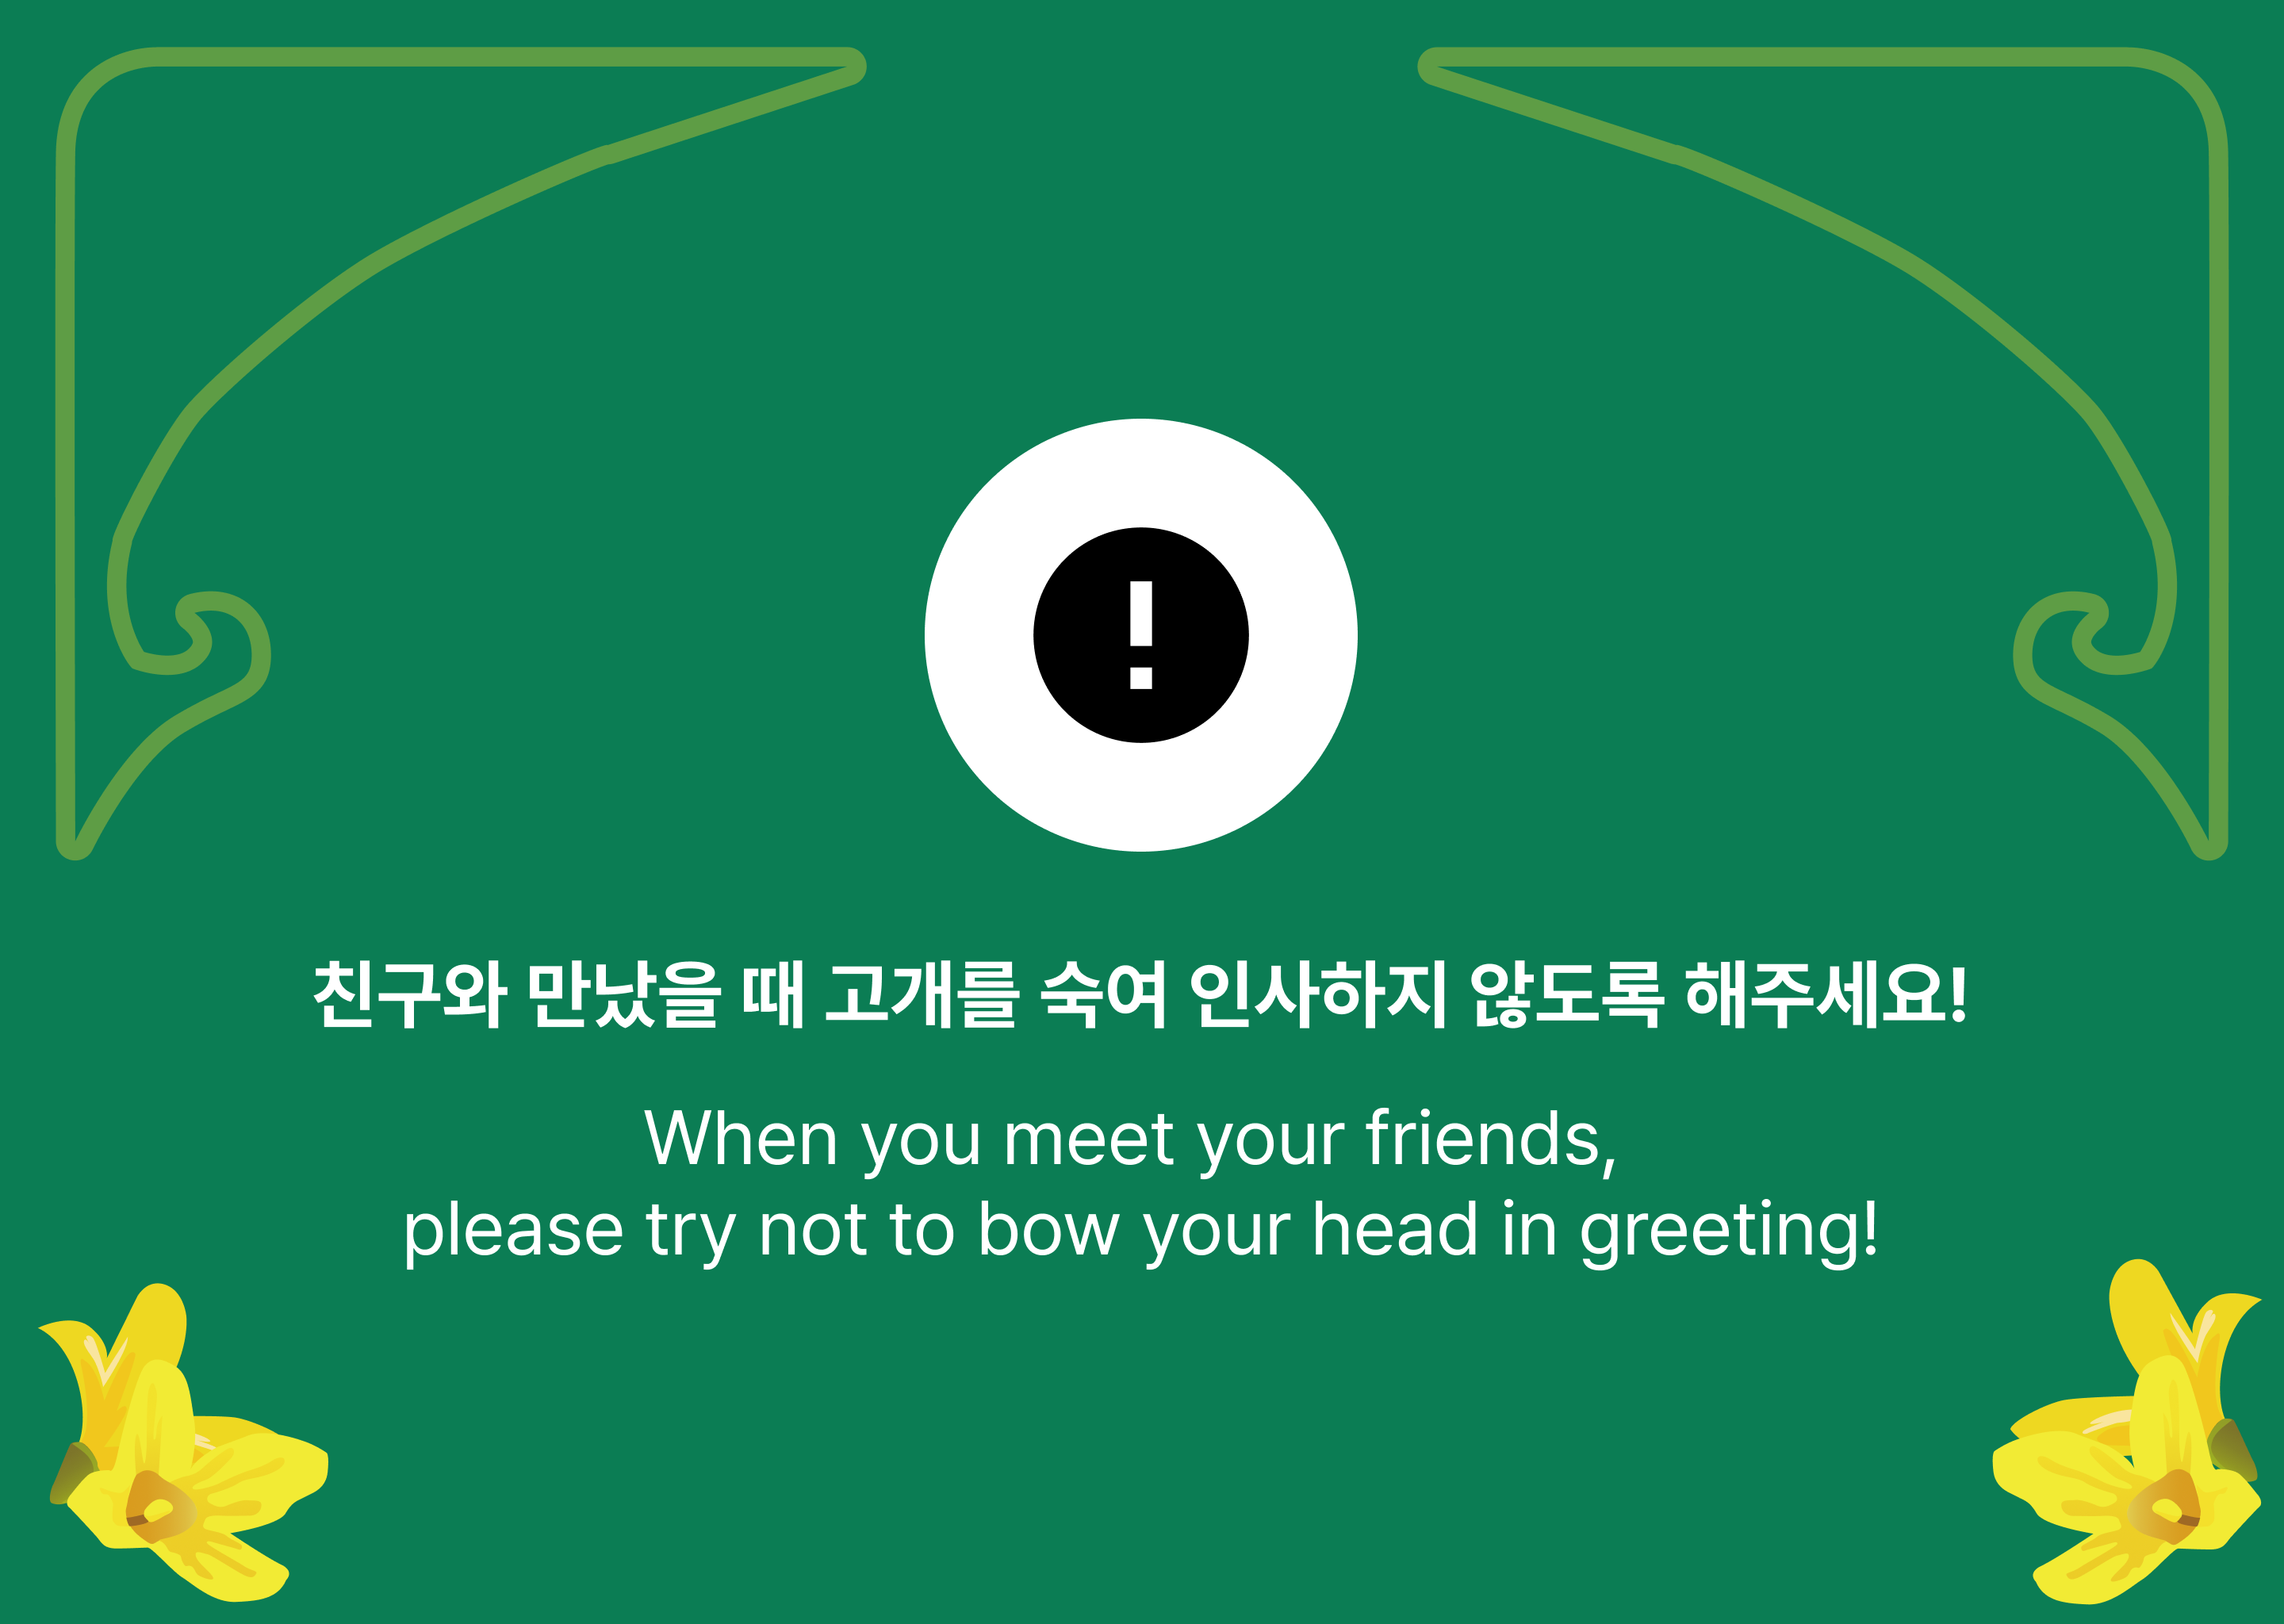 !
친구와 만났을 때 고개를 숙여 인사하지 않도록 해주세요!
When you meet your friends,
please try not to bow your head in greeting!